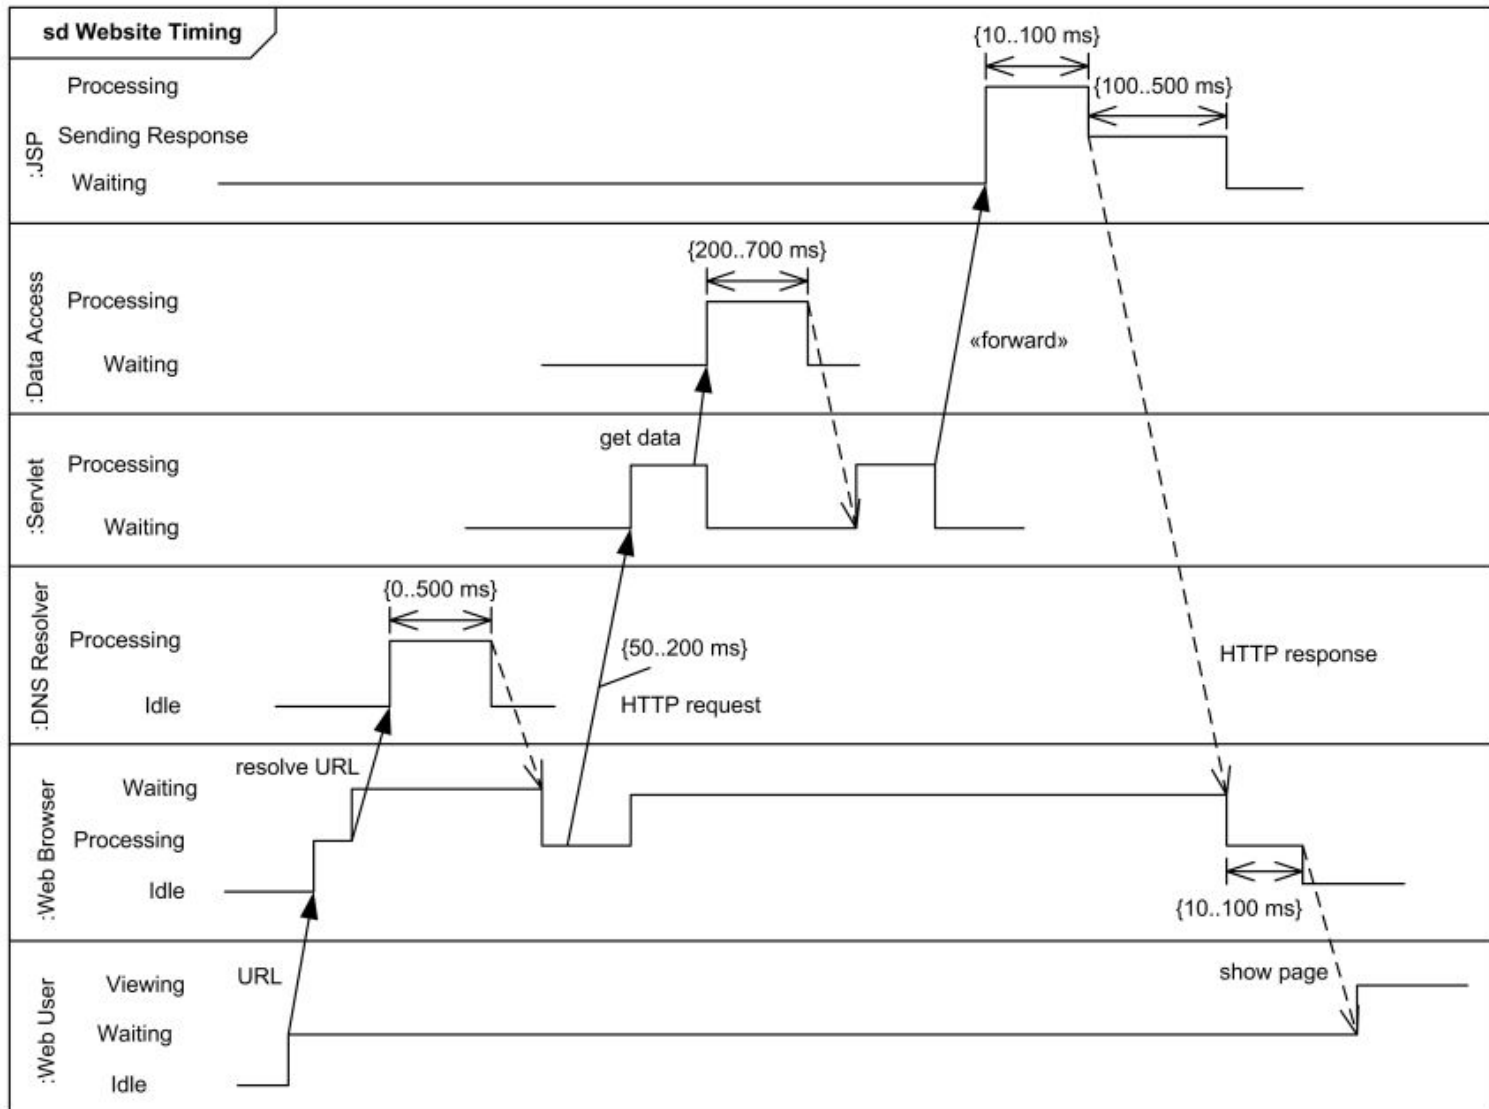 sd Website Timing
:JSP
Processing
Sending Response
Waiting
{10..100 ms}
{100..500 ms}
:Data Access
Processing
Waiting
{200..700 ms}
«forward»
:Servlet
Processing
Waiting
get data
:DNS Resolver
Processing
Idle
{0..500 ms}
{50..200 ms}
HTTP request
HTTP response
:Web Browser
Waiting
Processing
Idle
resolve URL
{10..100 ms}
:Web User
Viewing
Waiting
Idle
URL
show page